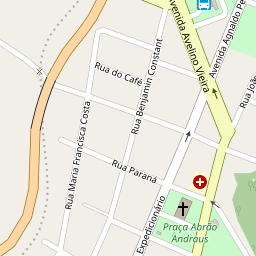 Avenida Avelino Vieira
Avenida Agnaldo Pe
Rua do Café
Rua Benjamin Constant
Rua João
Rua Maria Francisca Costa
Rua Paraná
Expedicionário
Praça Abrão
Andraus